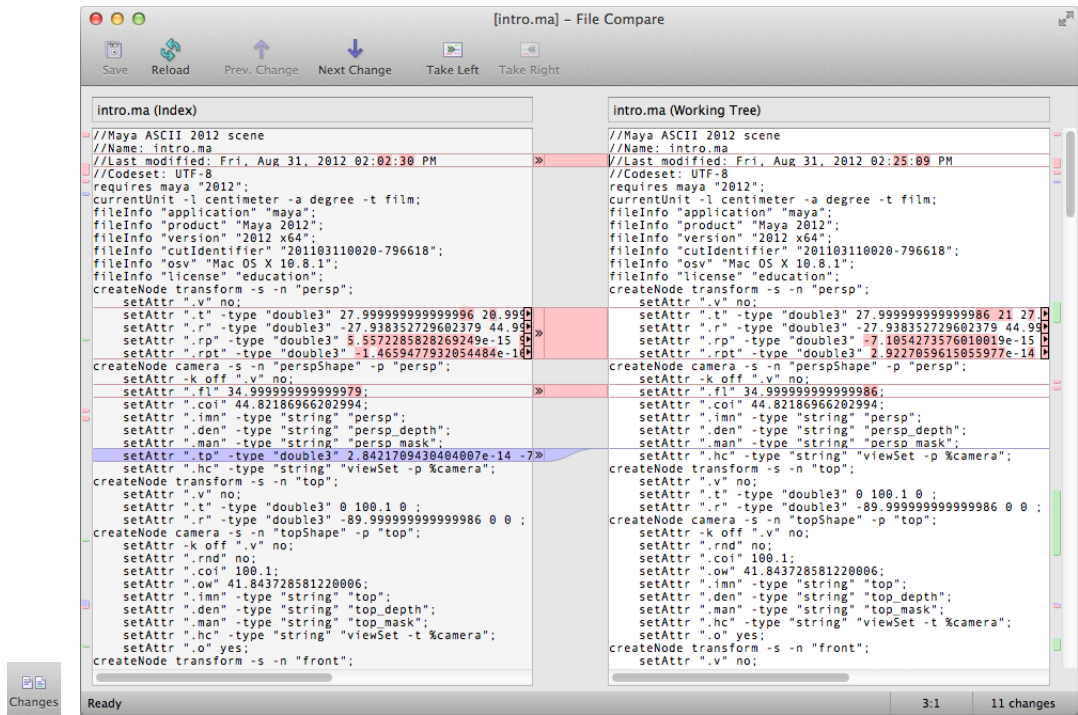 [intro.ma] – File Compare
Save Reload Prev. Change Next Change Take Left Take Right
intro.ma (Index)
//Maya ASCII 2012 scene
//Name: intro.ma
//Last modified: Fri, Aug 31, 2012 02:02:30 PM
//Codeset: UTF-8
requires maya "2012";
currentUnit -l centimeter -a degree -t film;
fileInfo "application" "maya";
fileInfo "product" "Maya 2012";
fileInfo "version" "2012 x64";
fileInfo "cutIdentifier" "201103110020-796618";
fileInfo "osv" "Mac OS X 10.8.1";
fileInfo "license" "education";
createNode transform -s -n "persp";
setAttr ".v" no;
setAttr ".t" -type "double3" 27.999999999999996 20.999
setAttr ".r" -type "double3" -27.938352729602379 44.99
setAttr ".rp" -type "double3" 5.5572285828269249e-15 9
setAttr ".rpt" -type "double3" -1.4659477932054484e-16
createNode camera -s -n "perspShape" -p "persp";
setAttr -k off ".v" no;
setAttr ".fl" 34.999999999999979;
setAttr ".coi" 44.82186966202994;
setAttr ".imn" -type "string" "persp";
setAttr ".den" -type "string" "persp_depth";
setAttr ".man" -type "string" "persp_mask";
setAttr ".tp" -type "double3" 2.8421709430404007e-14 -7
setAttr ".hc" -type "string" "viewSet -p %camera";
createNode transform -s -n "top";
setAttr ".v" no;
setAttr ".t" -type "double3" 0 100.1 0 ;
setAttr ".r" -type "double3" -89.999999999999986 0 0 ;
createNode camera -s -n "topShape" -p "top";
setAttr -k off ".v" no;
setAttr ".rnd" no;
setAttr ".coi" 100.1;
setAttr ".ow" 41.843728581220006;
setAttr ".imn" -type "string" "top";
setAttr ".den" -type "string" "top_depth";
setAttr ".man" -type "string" "top_mask";
setAttr ".hc" -type "string" "viewSet -t %camera";
setAttr ".o" yes;
createNode transform -s -n "front";
intro.ma (Working Tree)
//Maya ASCII 2012 scene
//Name: intro.ma
//Last modified: Fri, Aug 31, 2012 02:25:09 PM
//Codeset: UTF-8
requires maya "2012";
currentUnit -l centimeter -a degree -t film;
fileInfo "application" "maya";
fileInfo "product" "Maya 2012";
fileInfo "version" "2012 x64";
fileInfo "cutIdentifier" "201103110020-796618";
fileInfo "osv" "Mac OS X 10.8.1";
fileInfo "license" "education";
createNode transform -s -n "persp";
setAttr ".v" no;
setAttr ".t" -type "double3" 27.999999999999986 21 27.
setAttr ".r" -type "double3" -27.938352729602379 44.99
setAttr ".rp" -type "double3" -7.1054273576010019e-15
setAttr ".rpt" -type "double3" 2.9227059615055977e-14
createNode camera -s -n "perspShape" -p "persp";
setAttr -k off ".v" no;
setAttr ".fl" 34.999999999999986;
setAttr ".coi" 44.82186966202994;
setAttr ".imn" -type "string" "persp";
setAttr ".den" -type "string" "persp_depth";
setAttr ".man" -type "string" "persp_mask";
setAttr ".hc" -type "string" "viewSet -p %camera";
createNode transform -s -n "top";
setAttr ".v" no;
setAttr ".t" -type "double3" 0 100.1 0 ;
setAttr ".r" -type "double3" -89.999999999999986 0 0 ;
createNode camera -s -n "topShape" -p "top";
setAttr -k off ".v" no;
setAttr ".rnd" no;
setAttr ".coi" 100.1;
setAttr ".ow" 41.843728581220006;
setAttr ".imn" -type "string" "top";
setAttr ".den" -type "string" "top_depth";
setAttr ".man" -type "string" "top_mask";
setAttr ".hc" -type "string" "viewSet -t %camera";
setAttr ".o" yes;
createNode transform -s -n "front";
setAttr ".v" no;
Changes
Ready 3:1 11 changes